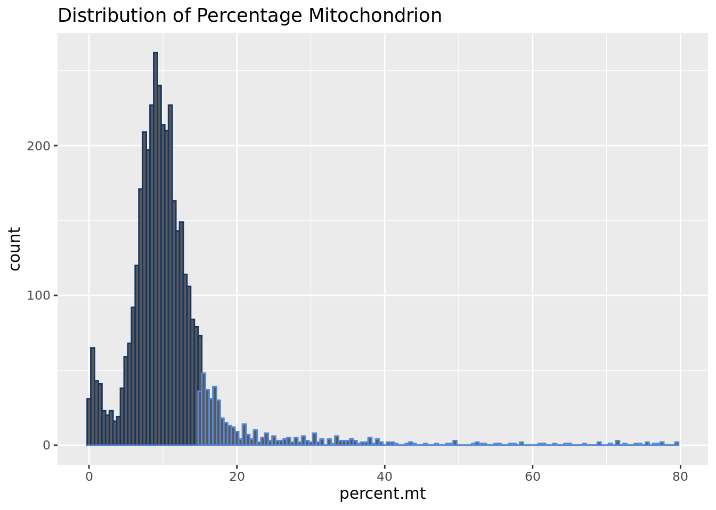 Distribution of Percentage Mitochondrion
200
100
0
count
0 20 40 60 80
percent.mt